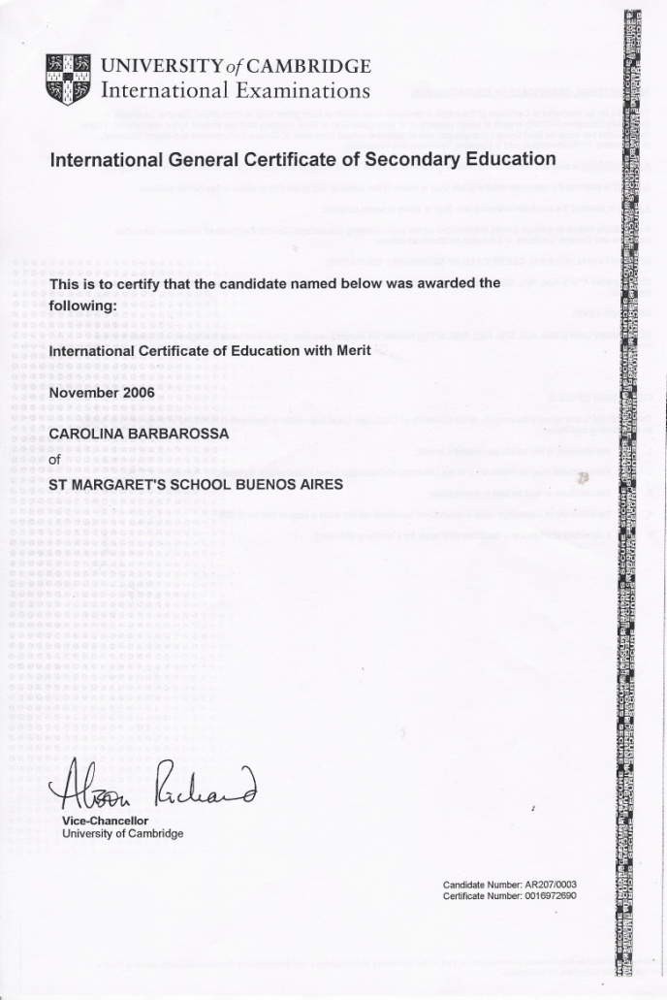 UNIVERSITY of CAMBRIDGE
International Examinations
International General Certificate of Secondary Education
This is to certify that the candidate named below was awarded the
following:
International Certificate of Education with Merit
November 2006
CAROLINA BARBAROSSA
of
ST MARGARET'S SCHOOL BUENOS AIRES
Alison Richard
Vice-Chancellor
University of Cambridge
Candidate Number: AR207/0003
Certificate Number: 0016972690
SECURE